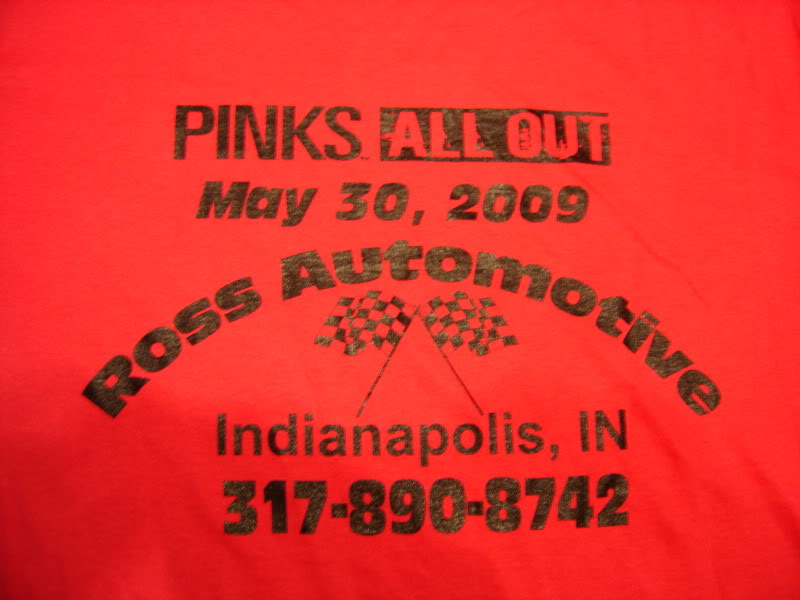 PINKS ALL OUT
May 30, 2009
Ross Automotive
Indianapolis, IN
317-890-8742